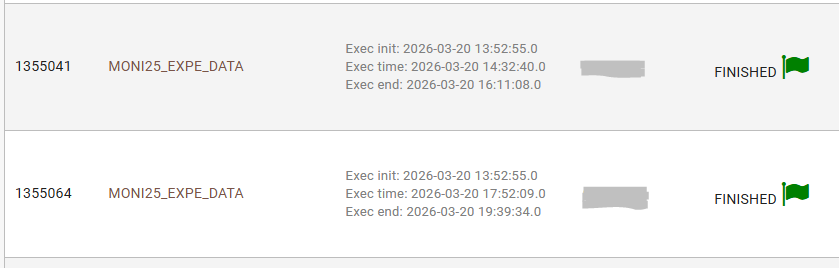 1355041
MONI25_EXPE_DATA
Exec init: 2026-03-20 13:52:55.0
Exec time: 2026-03-20 14:32:40.0
Exec end: 2026-03-20 16:11:08.0
FINISHED
1355064
MONI25_EXPE_DATA
Exec init: 2026-03-20 13:52:55.0
Exec time: 2026-03-20 17:52:09.0
Exec end: 2026-03-20 19:39:34.0
FINISHED